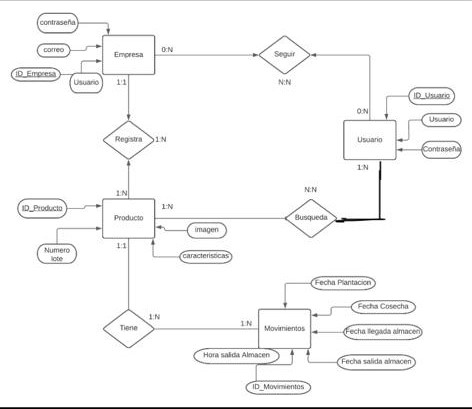 contraseña
correo
ID_Empresa
Usuario
Empresa
0:N
Seguir
N:N
1:1
0:N
ID_Usuario
Usuario
Usuario
Contraseña
1:N
Registra
1:N
1:N
ID_Producto
Producto
1:N
N:N
Busqueda
imagen
Numero
lote
caracteristicas
1:1
Fecha Plantacion
Fecha Cosecha
Tiene
1:N
1:N
Movimientos
Fecha llegada almacen
Hora salida Almacen
Fecha salida almacen
ID_Movimientos